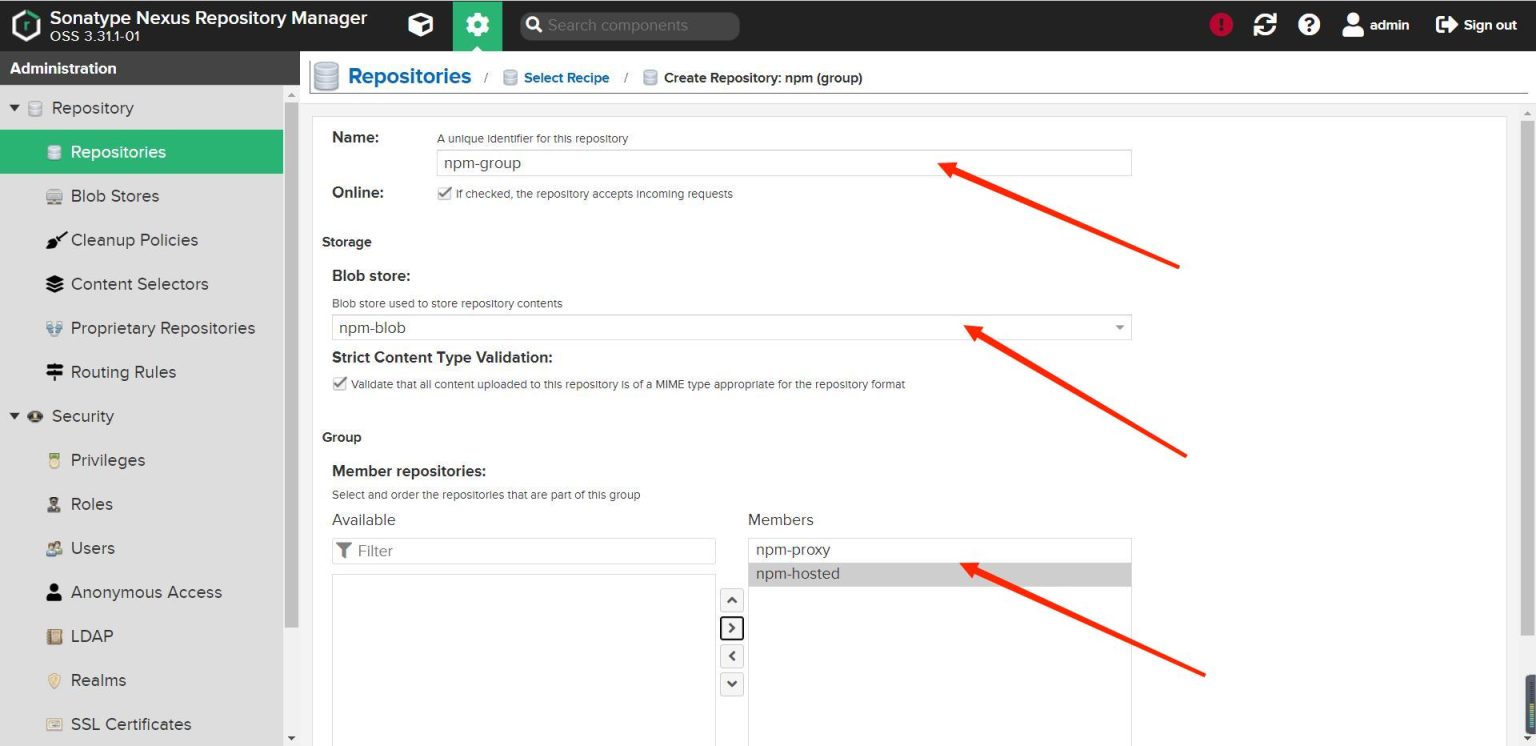 Sonatype Nexus Repository Manager
OSS 3.31.1-01
Search components
admin
Sign out
Administration
Repository
Repositories
Blob Stores
Cleanup Policies
Content Selectors
Proprietary Repositories
Routing Rules
Security
Privileges
Roles
Users
Anonymous Access
LDAP
Realms
SSL Certificates
Repositories / Select Recipe / Create Repository: npm (group)
Name: A unique identifier for this repository
npm-group
Online: If checked, the repository accepts incoming requests
Storage
Blob store:
Blob store used to store repository contents
npm-blob
Strict Content Type Validation:
Validate that all content uploaded to this repository is of a MIME type appropriate for the repository format
Group
Member repositories:
Select and order the repositories that are part of this group
Available
Filter
Members
npm-proxy
npm-hosted